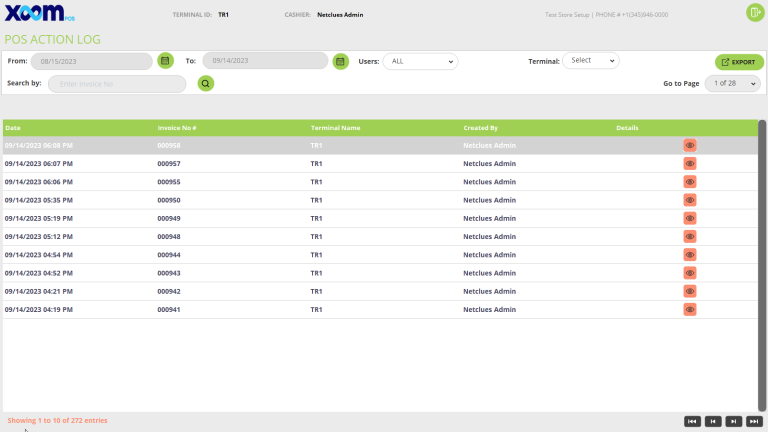 xoom POS
TERMINAL ID: TR1 CASHIER: Netclues Admin Test Store Setup | PHONE # +1(345)946-0000
POS ACTION LOG
From: 08/15/2023 To: 09/14/2023 Users: ALL Terminal: Select EXPORT
Search by: Enter Invoice No Go to Page 1 of 28
Date Invoice No # Terminal Name Created By Details
09/14/2023 06:08 PM 000958 TR1 Netclues Admin
09/14/2023 06:07 PM 000957 TR1 Netclues Admin
09/14/2023 06:06 PM 000955 TR1 Netclues Admin
09/14/2023 05:35 PM 000950 TR1 Netclues Admin
09/14/2023 05:19 PM 000949 TR1 Netclues Admin
09/14/2023 05:12 PM 000948 TR1 Netclues Admin
09/14/2023 04:54 PM 000944 TR1 Netclues Admin
09/14/2023 04:52 PM 000943 TR1 Netclues Admin
09/14/2023 04:21 PM 000942 TR1 Netclues Admin
09/14/2023 04:19 PM 000941 TR1 Netclues Admin
Showing 1 to 10 of 272 entries